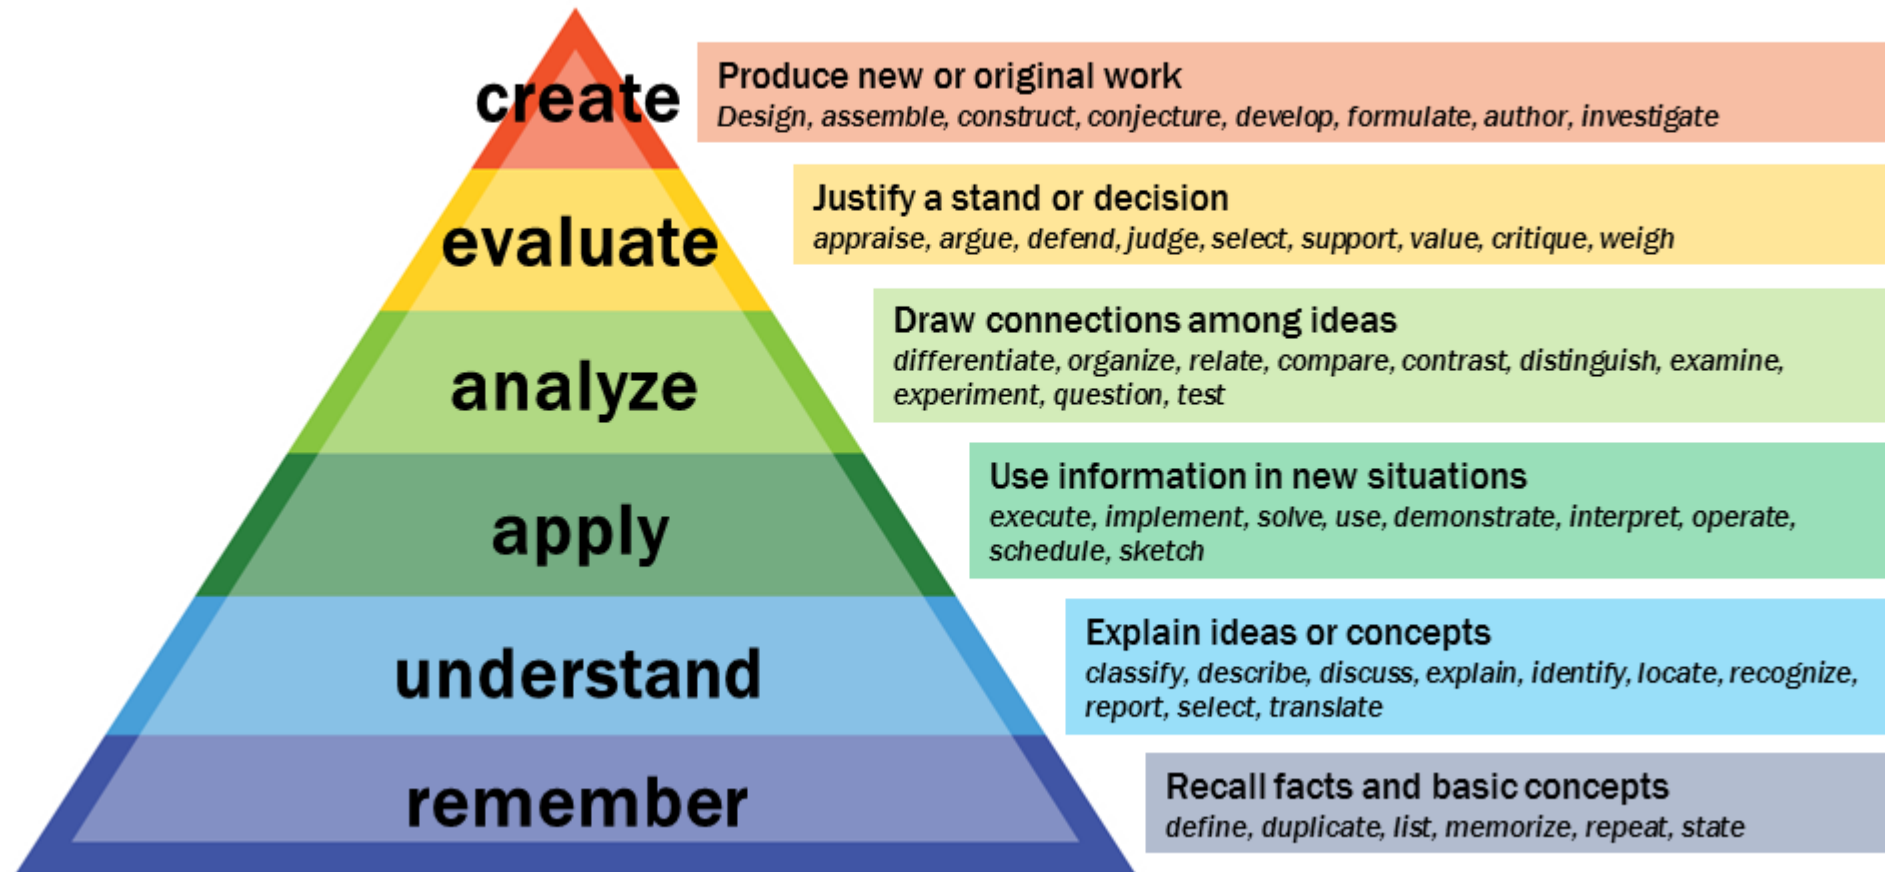 create
Produce new or original work
Design, assemble, construct, conjecture, develop, formulate, author, investigate
evaluate
Justify a stand or decision
appraise, argue, defend, judge, select, support, value, critique, weigh
analyze
Draw connections among ideas
differentiate, organize, relate, compare, contrast, distinguish, examine,
experiment, question, test
apply
Use information in new situations
execute, implement, solve, use, demonstrate, interpret, operate,
schedule, sketch
understand
Explain ideas or concepts
classify, describe, discuss, explain, identify, locate, recognize,
report, select, translate
remember
Recall facts and basic concepts
define, duplicate, list, memorize, repeat, state